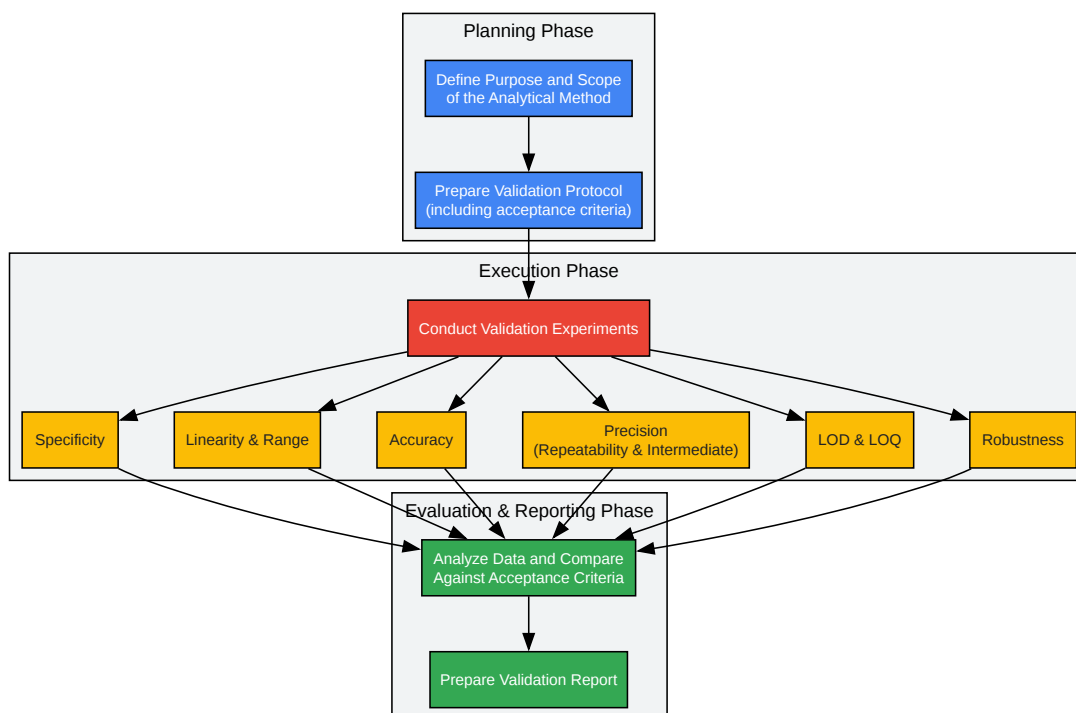 Planning Phase
Define Purpose and Scope
of the Analytical Method
Prepare Validation Protocol
(including acceptance criteria)
Execution Phase
Conduct Validation Experiments
Specificity
Linearity & Range
Accuracy
Precision
(Repeatability & Intermediate)
LOD & LOQ
Robustness
Evaluation & Reporting Phase
Analyze Data and Compare
Against Acceptance Criteria
Prepare Validation Report